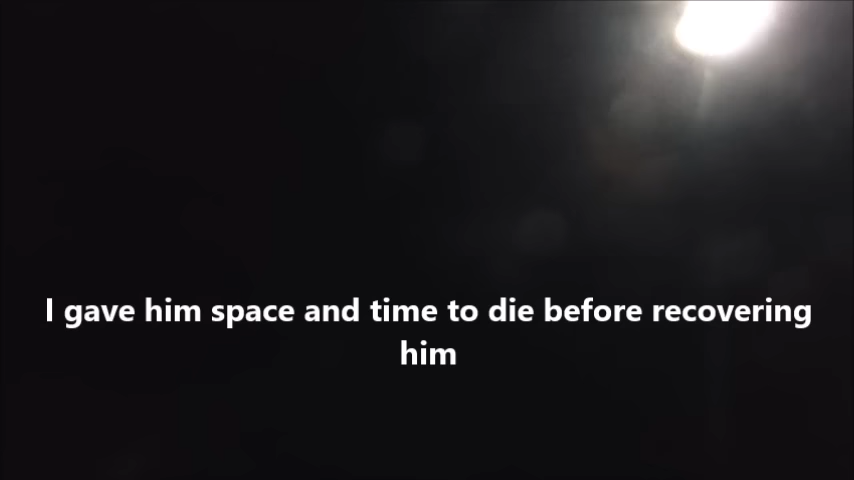 I gave him space and time to die before recovering
him